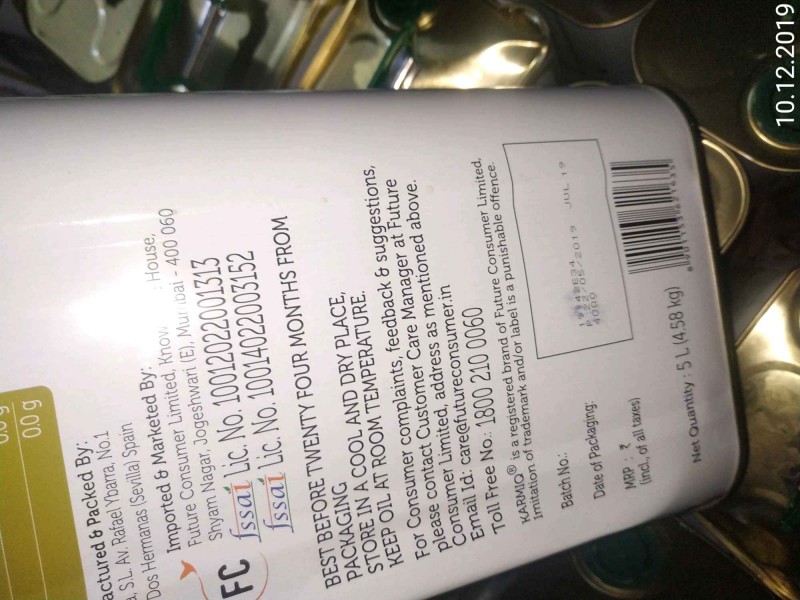 0.0 g
actured & Packed By:
a, S.L. Av. Rafael Ybarra, No.1
Dos Hermanas (Sevilla) Spain
Imported & Marketed By:
Future Consumer Limited, House,
Shyam Nagar, Jogeshwari (E), Mumbai - 400 060
FC
fssai Lic. No. 10012022001313
fssai Lic. No. 10014022003152
BEST BEFORE TWENTY FOUR MONTHS FROM
PACKAGING
STORE IN A COOL AND DRY PLACE,
KEEP OIL AT ROOM TEMPERATURE.
For Consumer complaints, feedback & suggestions,
please contact Customer Care Manager at Future
Consumer Limited, address as mentioned above.
Email Id: care@futureconsumer.in
Toll Free No.: 1800 210 0060
KARMIQ® is a registered brand of Future Consumer Limited,
Imitation of trademark and/or label is a punishable offence.
Batch No.:
Date of Packaging: 22/05/2019 JUL 19
MRP : ₹ 4000
(incl. of all taxes)
Net Quantity : 5 L (4.58 kg)
10.12.2019